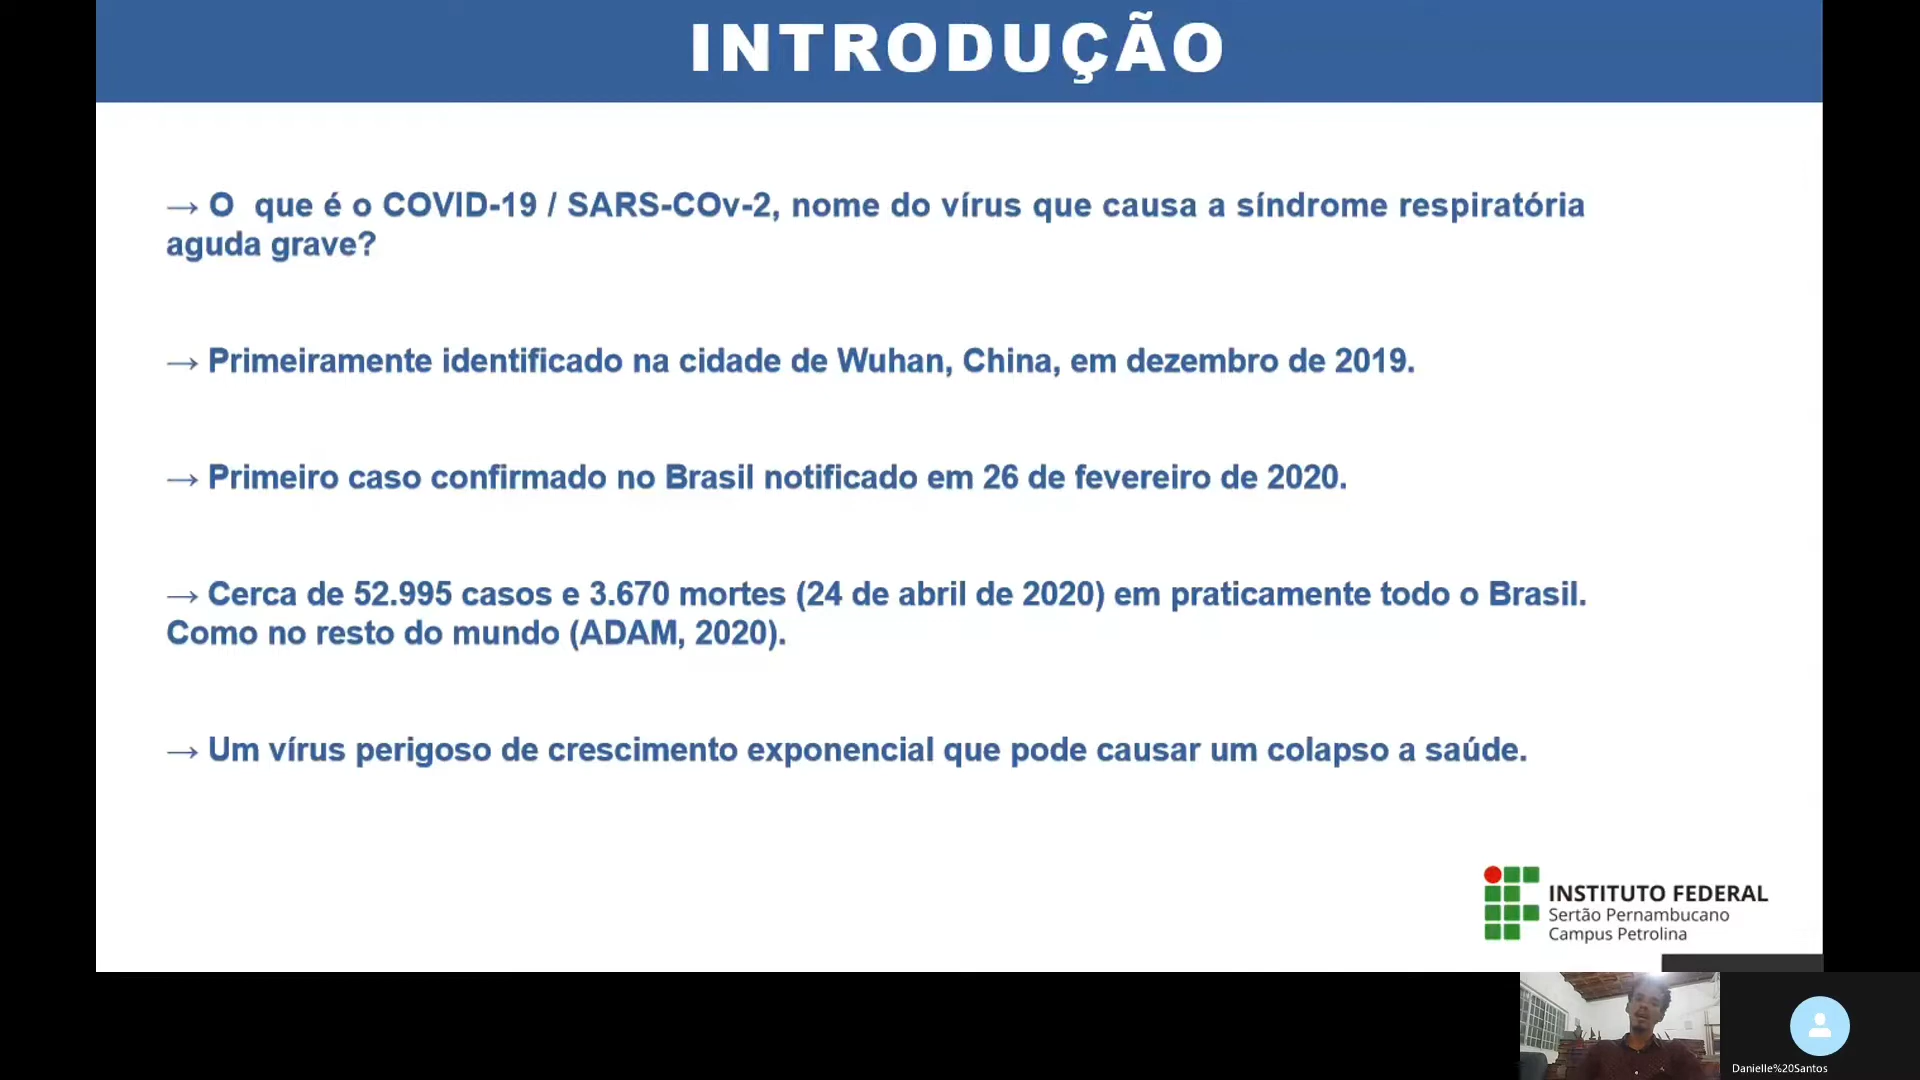 INTRODUÇÃO
→ O que é o COVID-19 / SARS-COv-2, nome do vírus que causa a síndrome respiratória
aguda grave?
→ Primeiramente identificado na cidade de Wuhan, China, em dezembro de 2019.
→ Primeiro caso confirmado no Brasil notificado em 26 de fevereiro de 2020.
→ Cerca de 52.995 casos e 3.670 mortes (24 de abril de 2020) em praticamente todo o Brasil.
Como no resto do mundo (ADAM, 2020).
→ Um vírus perigoso de crescimento exponencial que pode causar um colapso a saúde.
INSTITUTO FEDERAL
Sertão Pernambucano
Campus Petrolina
Danielle%20Santos